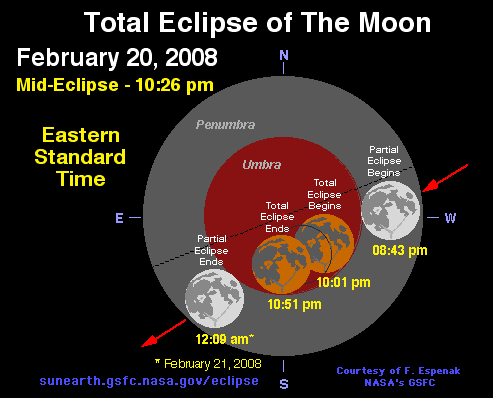 Total Eclipse of The Moon
February 20, 2008
Mid-Eclipse - 10:26 pm
N
Eastern
Standard
Time
Penumbra
Umbra
Partial
Eclipse
Begins
Total
Eclipse
Begins
Total
Eclipse
Ends
Partial
Eclipse
Ends
E
W
08:43 pm
10:01 pm
10:51 pm
12:09 am*
* February 21, 2008
sunearth.gsfc.nasa.gov/eclipse
S
Courtesy of F. Espenak
NASA's GSFC